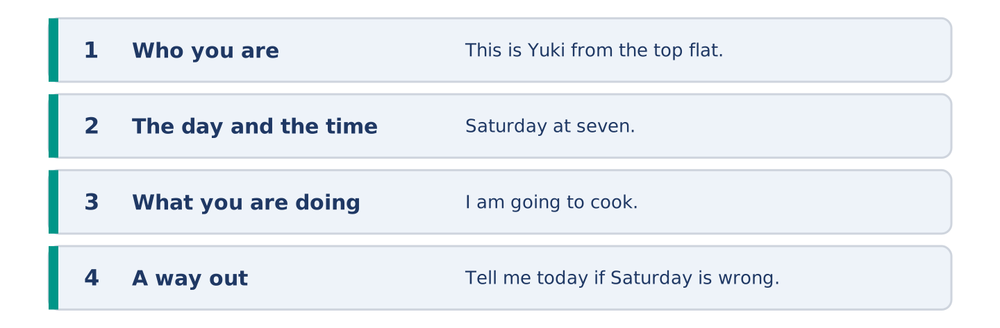 1 Who you are This is Yuki from the top flat.
2 The day and the time Saturday at seven.
3 What you are doing I am going to cook.
4 A way out Tell me today if Saturday is wrong.